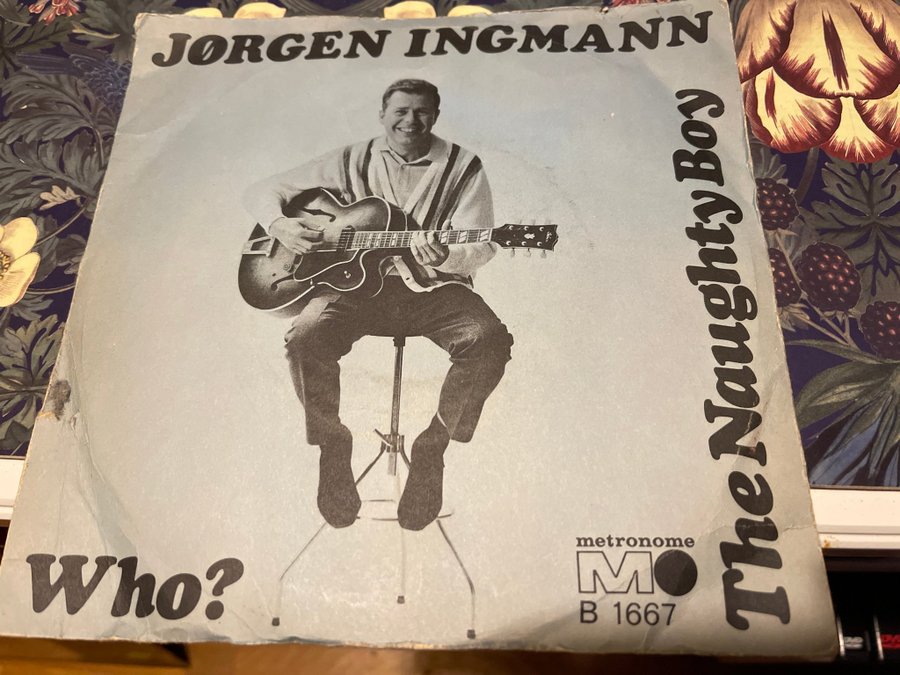 JØRGEN INGMANN
The Naughty Boy
Who?
metronome
M
B 1667